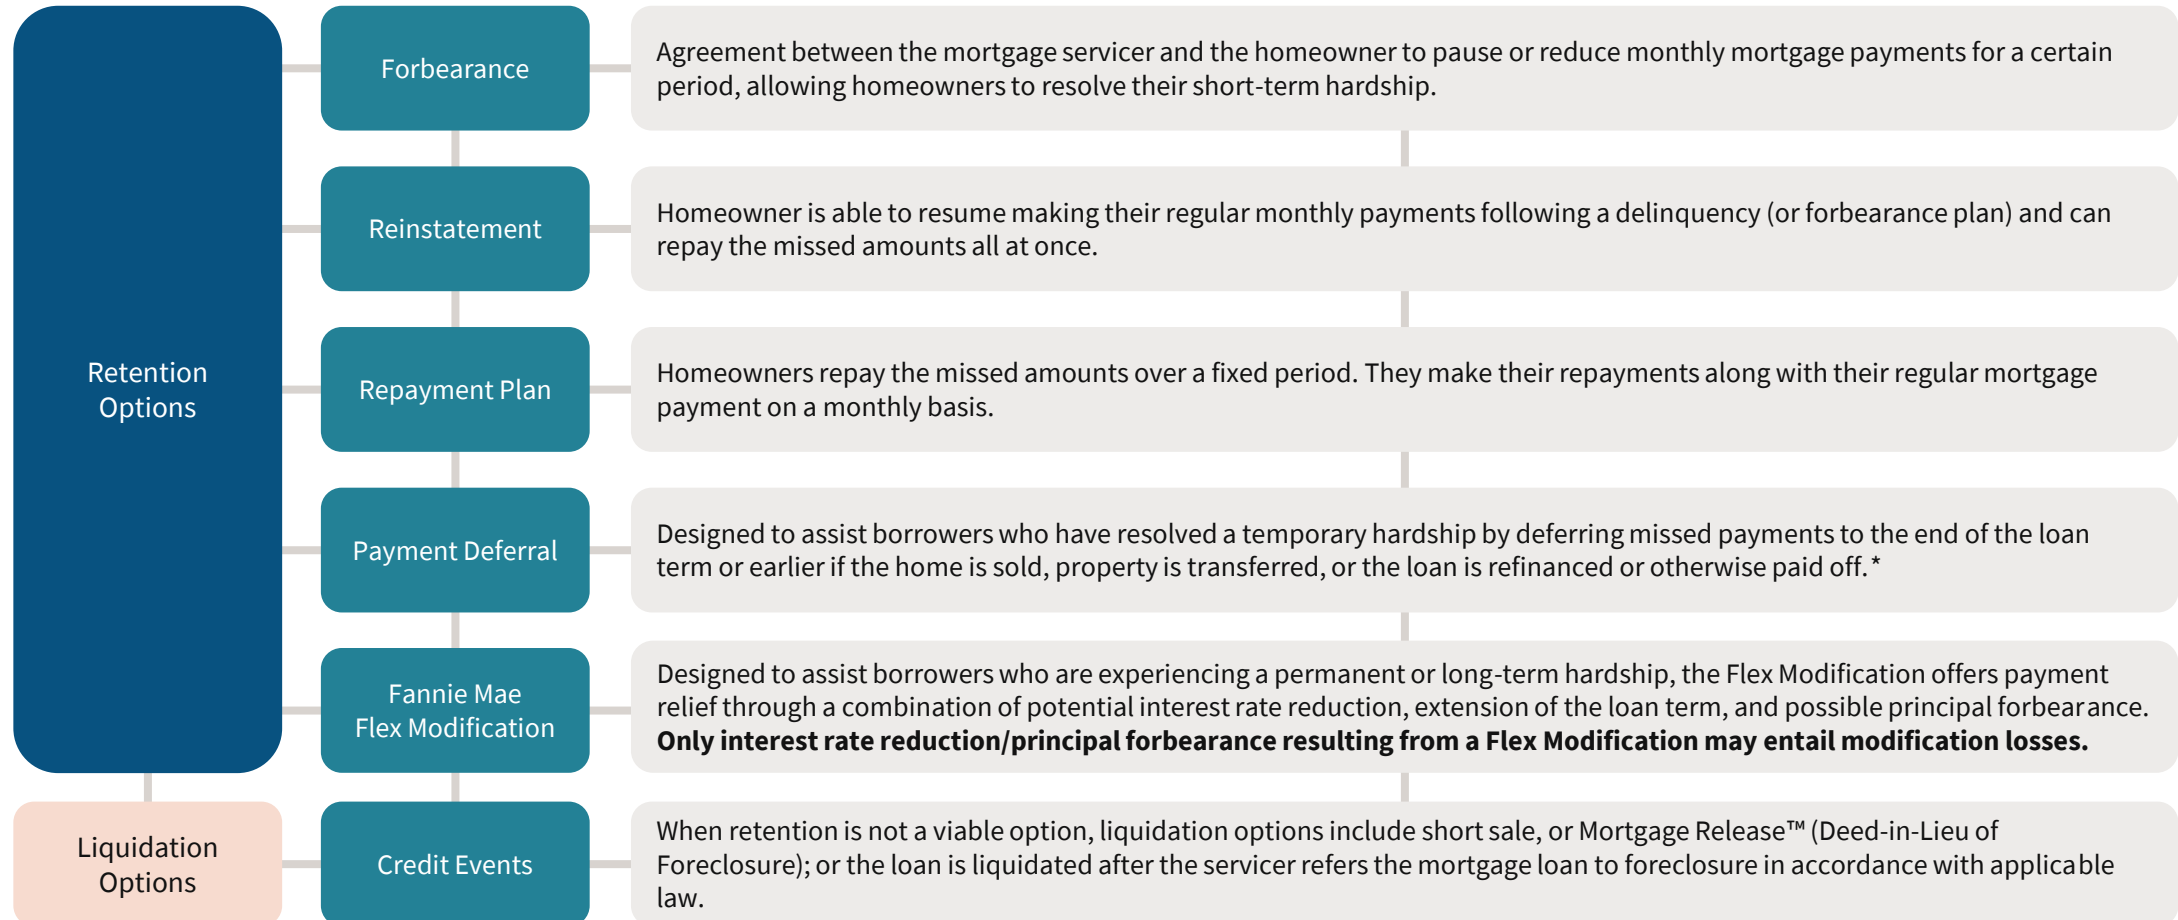 Retention
Options
Forbearance
Agreement between the mortgage servicer and the homeowner to pause or reduce monthly mortgage payments for a certain
period, allowing homeowners to resolve their short-term hardship.
Reinstatement
Homeowner is able to resume making their regular monthly payments following a delinquency (or forbearance plan) and can
repay the missed amounts all at once.
Repayment Plan
Homeowners repay the missed amounts over a fixed period. They make their repayments along with their regular mortgage
payment on a monthly basis.
Payment Deferral
Designed to assist borrowers who have resolved a temporary hardship by deferring missed payments to the end of the loan
term or earlier if the home is sold, property is transferred, or the loan is refinanced or otherwise paid off.*
Fannie Mae
Flex Modification
Designed to assist borrowers who are experiencing a permanent or long-term hardship, the Flex Modification offers payment
relief through a combination of potential interest rate reduction, extension of the loan term, and possible principal forbearance.
Only interest rate reduction/principal forbearance resulting from a Flex Modification may entail modification losses.
Liquidation
Options
Credit Events
When retention is not a viable option, liquidation options include short sale, or Mortgage Release™ (Deed-in-Lieu of
Foreclosure); or the loan is liquidated after the servicer refers the mortgage loan to foreclosure in accordance with applicable
law.